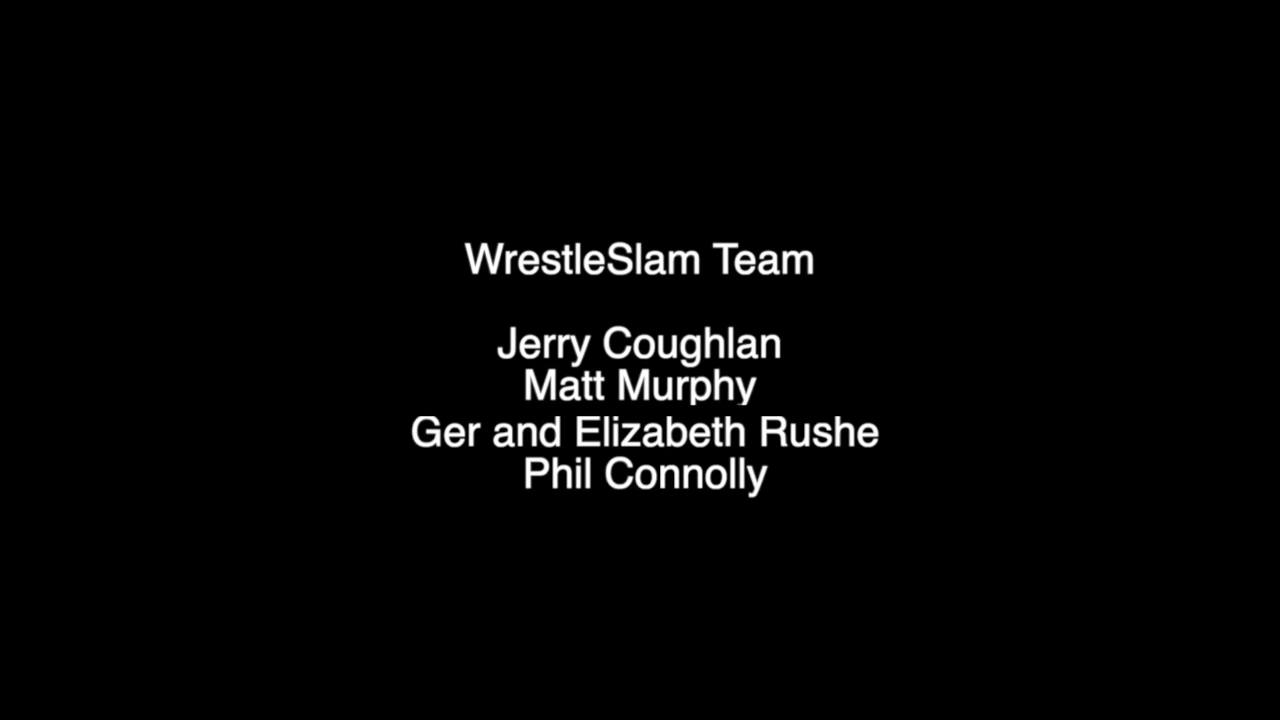 WrestleSlam Team
Jerry Coughlan
Matt Murphy
Ger and Elizabeth Rushe
Phil Connolly